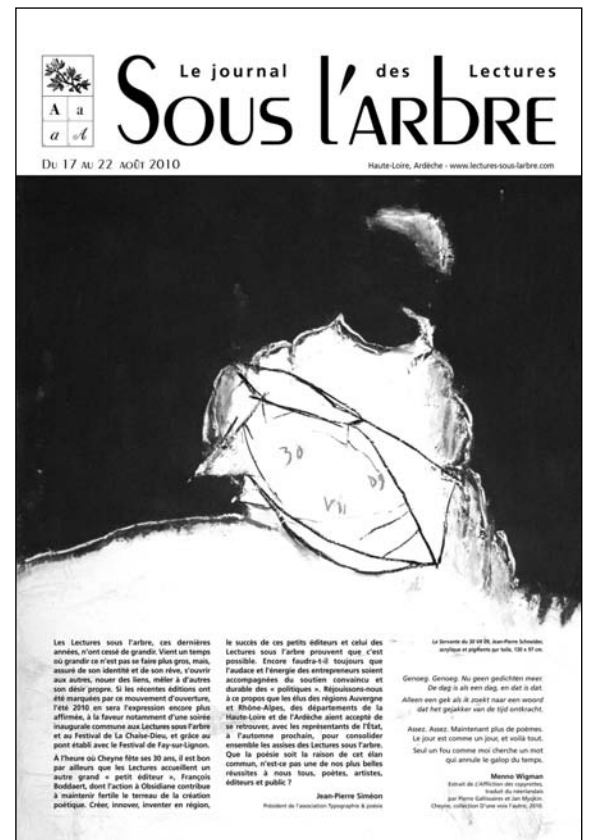 Le journal des Lectures
SOUS L'ARBRE
A a
a A
DU 17 AU 22 AOÛT 2010
Haute-Loire, Ardèche - www.lectures-sous-larbre.com
30
VIII 09
Les Lectures sous l'arbre, ces dernières
années, n'ont cessé de grandir. Vient un temps
où grandir ce n'est pas se faire plus gros, mais,
assuré de son identité et de son rêve, s'ouvrir
aux autres, nouer des liens, mêler à d'autres
son désir propre. Si les récentes éditions ont
été marquées par ce mouvement d'ouverture,
l'été 2010 en sera l'expression encore plus
affirmée, à la faveur notamment d'une soirée
inaugurale commune aux Lectures sous l'arbre
et au Festival de La Chaise-Dieu, et grâce au
pont établi avec le Festival de Fay-sur-Lignon.
À l'heure où Cheyne fête ses 30 ans, il est bon
par ailleurs que les Lectures accueillent un
autre grand « petit éditeur », François
Boddaert, dont l'action à Obsidiane contribue
à maintenir fertile le terreau de la création
poétique. Créer, innover, inventer en région,
le succès de ces petits éditeurs et celui des
Lectures sous l'arbre prouvent que c'est
possible. Encore faudra-t-il toujours que
l'audace et l'énergie des entrepreneurs soient
accompagnées du soutien convaincu et
durable des « politiques ». Réjouissons-nous
à ce propos que les élus des régions Auvergne
et Rhône-Alpes, des départements de la
Haute-Loire et de l'Ardèche aient accepté de
se retrouver, avec les représentants de l'État,
à l'automne prochain, pour consolider
ensemble les assises des Lectures sous l'arbre.
Que la poésie soit la raison de cet élan
commun, n'est-ce pas une de nos plus belles
réussites à nous tous, poètes, artistes,
éditeurs et public ?
Jean-Pierre Siméon
Président de l'association Typographie & poésie
La Servante du 30 VII 09, Jean-Pierre Schneider,
acrylique et pigments sur toile, 130 x 97 cm.
Genoeg. Genoeg. Nu geen gedichten meer.
De dag is als een dag, en dat is dat.
Alleen een gek als ik zoekt naar een woord
dat het gejakker van de tijd ontkracht.
Assez. Assez. Maintenant plus de poèmes.
Le jour est comme un jour, et voilà tout.
Seul un fou comme moi cherche un mot
qui annule le galop du temps.
Menno Wigman
Extrait de L'Affliction des copyrettes,
traduit du néerlandais
par Pierre Gallissaires et Jan Mysjkin.
Cheyne, collection D'une voix l'autre, 2010.